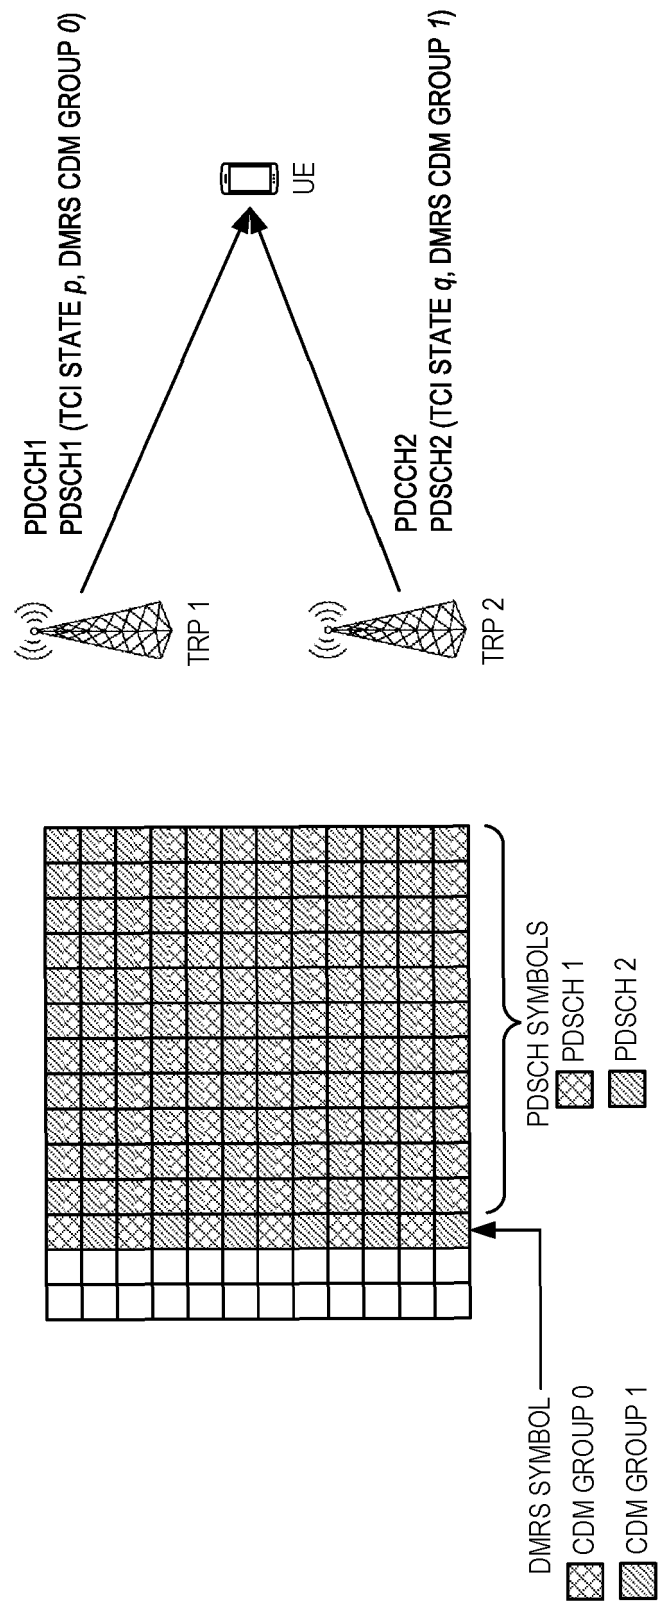 PDCCH1
PDSCH1 (TCI STATE p, DMRS CDM GROUP 0)
TRP 1
UE
PDCCH2
PDSCH2 (TCI STATE q, DMRS CDM GROUP 1)
TRP 2
PDSCH SYMBOLS
PDSCH 1
PDSCH 2
DMRS SYMBOL
CDM GROUP 0
CDM GROUP 1